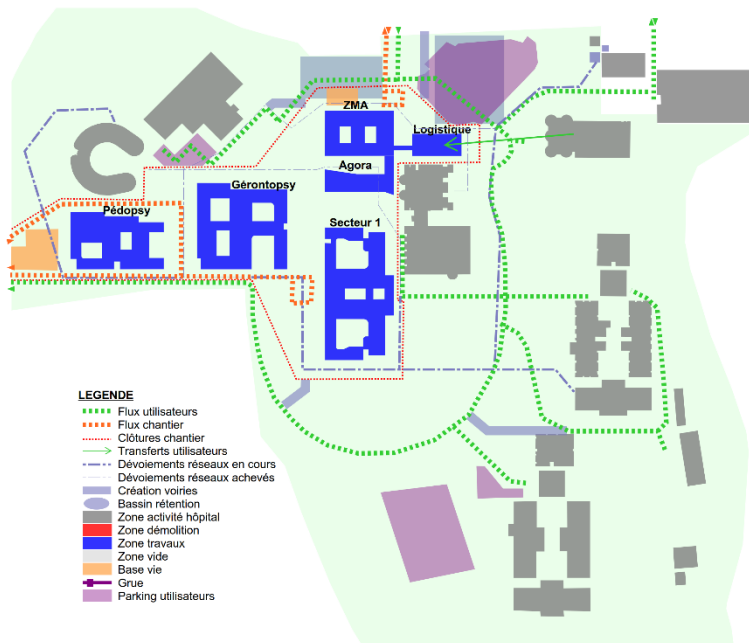 ZMA
Logistique
Agora
Gérontopsy
Pédopsy
Secteur 1
LEGENDE
Flux utilisateurs
Flux chantier
Clôtures chantier
Transferts utilisateurs
Dévoiements réseaux en cours
Dévoiements réseaux achevés
Création voiries
Bassin rétention
Zone activité hôpital
Zone démolition
Zone travaux
Zone vide
Base vie
Grue
Parking utilisateurs